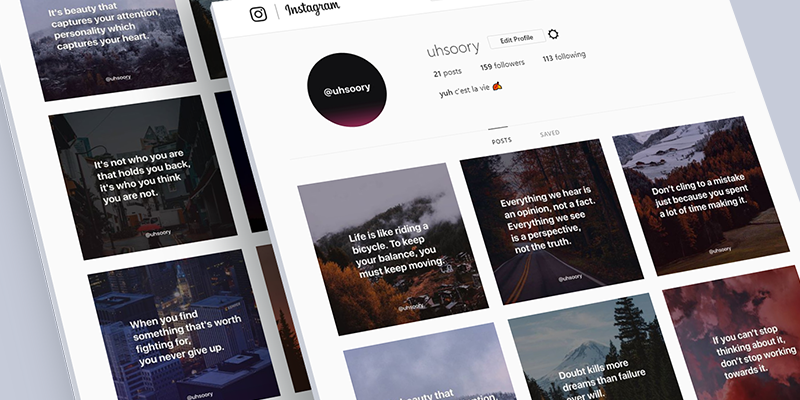 It's beauty that
captures your attention,
personality which
captures your heart.
@uhsoory
It's not who you are
that holds you back,
it's who you think
you are not.
@uhsoory
When you find
something that's worth
fighting for,
you never give up.
@uhsoory
Instagram
@uhsoory
uhsoory
Edit Profile
21 posts
159 followers
113 following
yuh c'est la vie 🍂
POSTS
SAVED
Life is like riding a
bicycle. To keep
your balance, you
must keep moving.
@uhsoory
Everything we hear is
an opinion, not a fact.
Everything we see
is a perspective,
not the truth.
@uhsoory
Don't cling to a mistake
just because you spent
a lot of time making it.
@uhsoory
beauty that
your attention,
Doubt kills more
dreams than failure
ever will.
If you can't stop
thinking about it,
don't stop working
towards it.